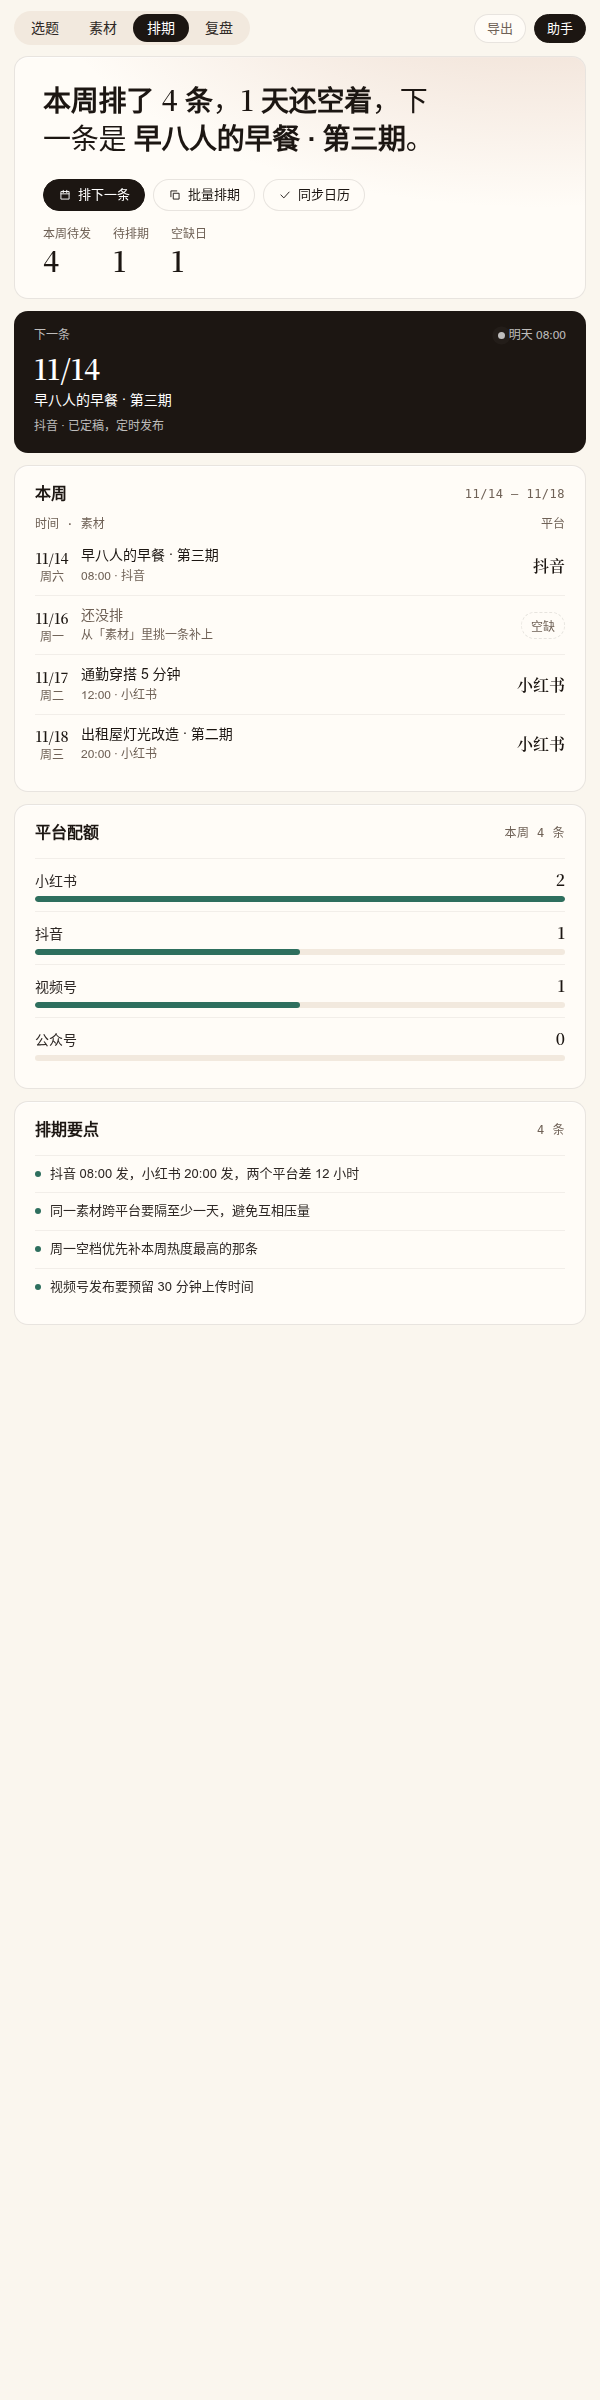 选题 素材 排期 复盘 导出 助手
本周排了 4 条，1 天还空着，下
一条是 早八人的早餐 · 第三期。
排下一条 批量排期 同步日历
本周待发 待排期 空缺日
4 1 1
下一条 明天 08:00
11/14
早八人的早餐 · 第三期
抖音 · 已定稿，定时发布
本周 11/14 — 11/18
时间 · 素材 平台
11/14 早八人的早餐 · 第三期 抖音
周六 08:00 · 抖音
11/16 还没排 空缺
周一 从「素材」里挑一条补上
11/17 通勤穿搭 5 分钟 小红书
周二 12:00 · 小红书
11/18 出租屋灯光改造 · 第二期 小红书
周三 20:00 · 小红书
平台配额 本周 4 条
小红书 2
抖音 1
视频号 1
公众号 0
排期要点 4 条
抖音 08:00 发，小红书 20:00 发，两个平台差 12 小时
同一素材跨平台要隔至少一天，避免互相压量
周一空档优先补本周热度最高的那条
视频号发布要预留 30 分钟上传时间